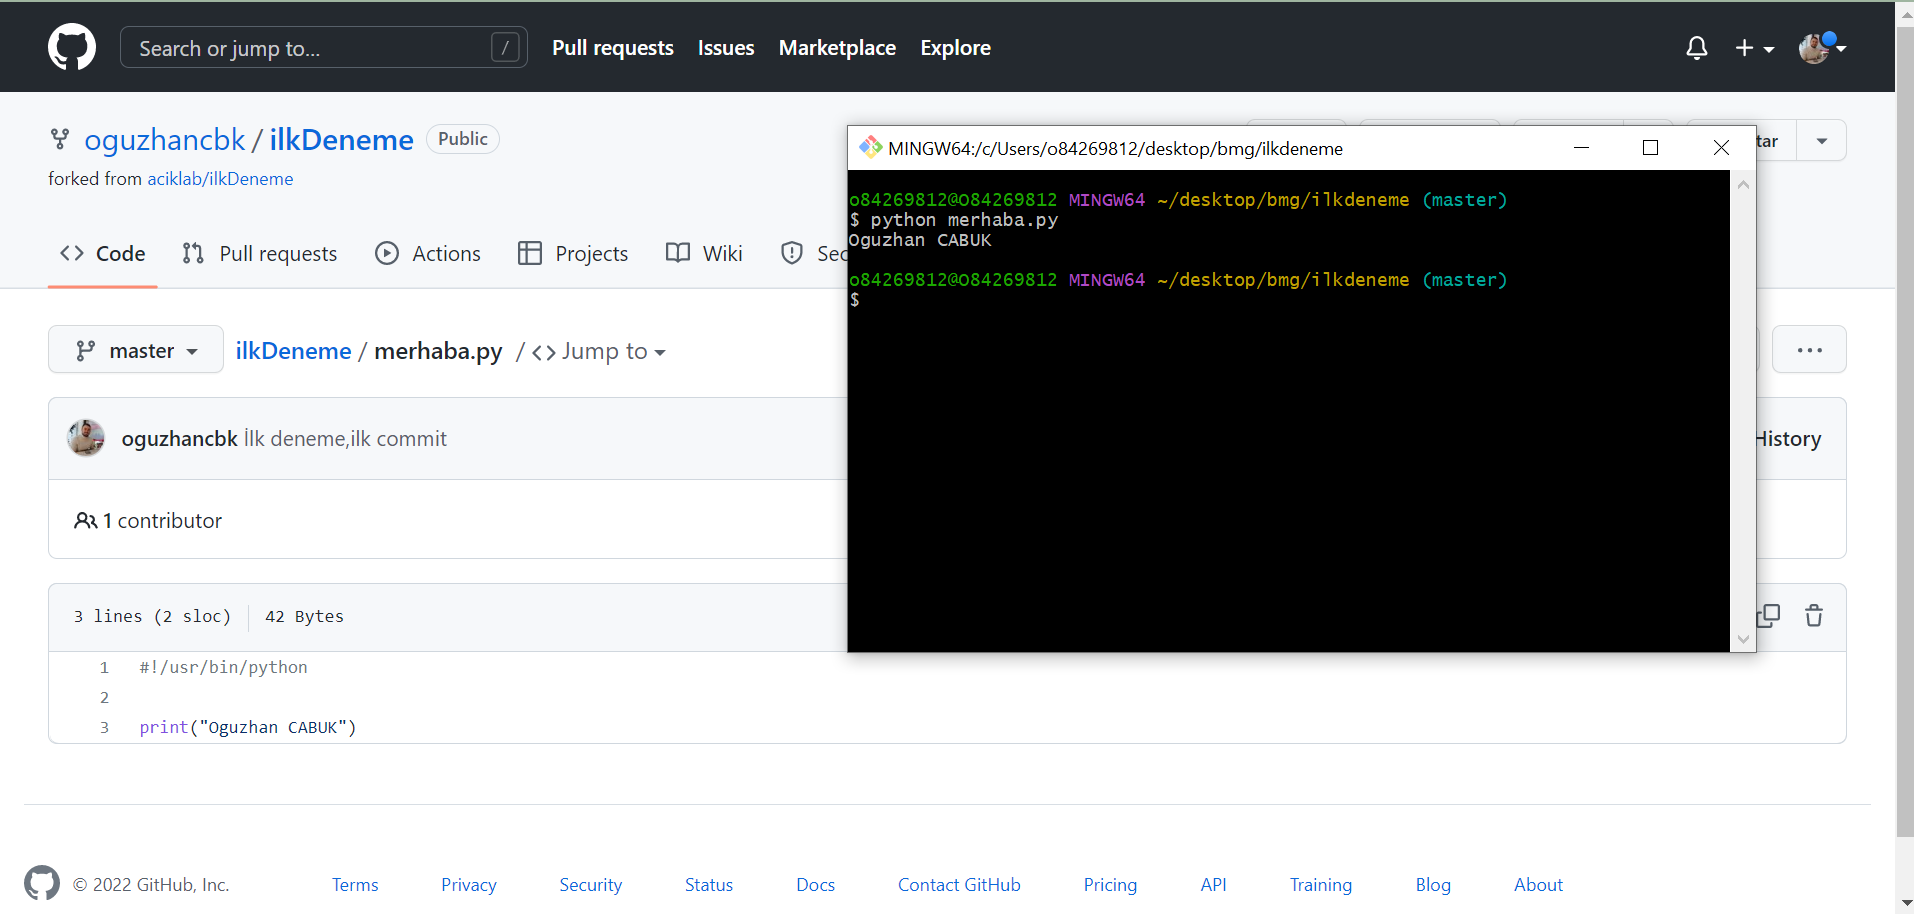 Search or jump to...
/
Pull requests Issues Marketplace Explore
oguzhancbk / ilkDeneme Public
forked from aciklab/ilkDeneme
Code Pull requests Actions Projects Wiki
master ilkDeneme / merhaba.py / Jump to
...
oguzhancbk İlk deneme,ilk commit
History
1 contributor
3 lines (2 sloc) 42 Bytes
1 #!/usr/bin/python
2
3 print("Oguzhan CABUK")
MINGW64:/c/Users/o84269812/desktop/bmg/ilkdeneme
o84269812@O84269812 MINGW64 ~/desktop/bmg/ilkdeneme (master)
$ python merhaba.py
Oguzhan CABUK
o84269812@O84269812 MINGW64 ~/desktop/bmg/ilkdeneme (master)
$
© 2022 GitHub, Inc. Terms Privacy Security Status Docs Contact GitHub Pricing API Training Blog About